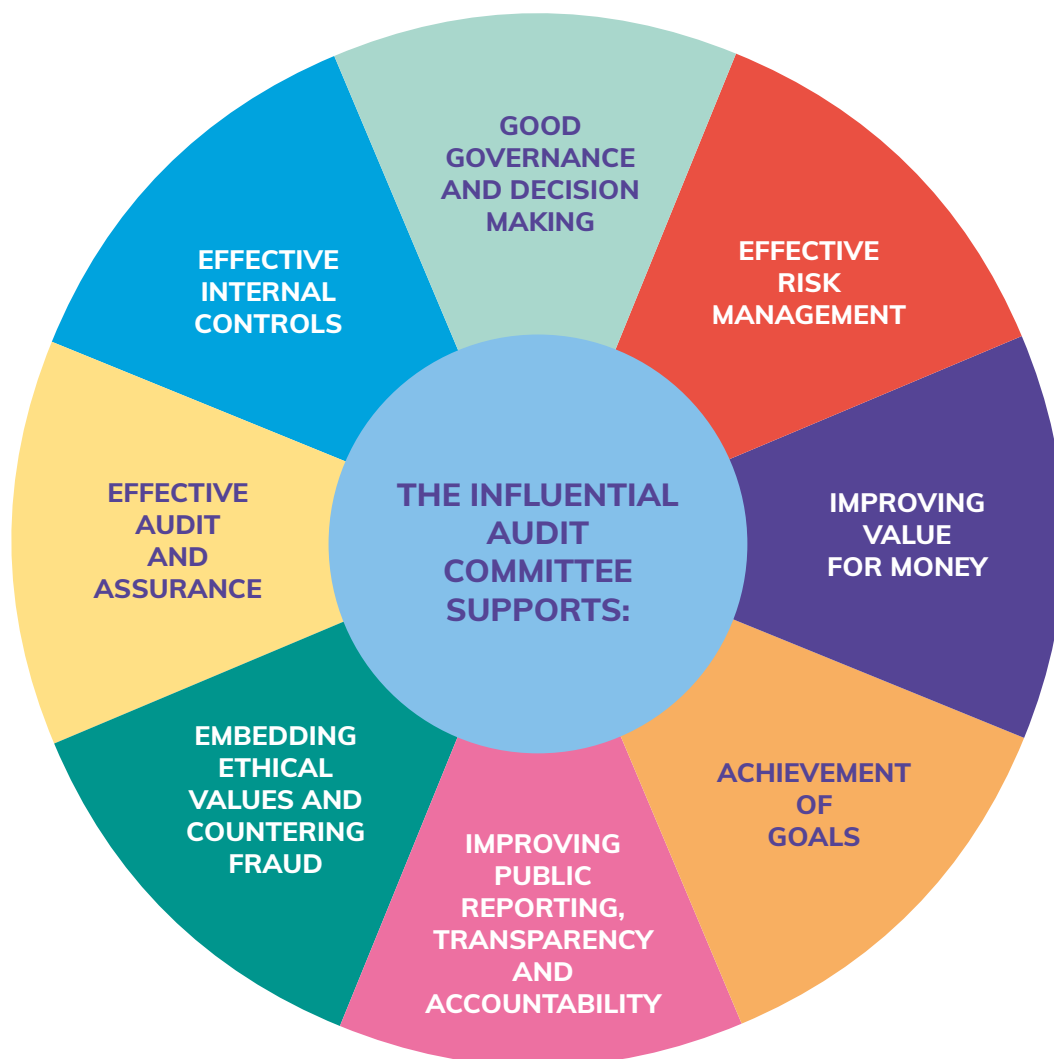 THE INFLUENTIAL
AUDIT
COMMITTEE
SUPPORTS:
GOOD
GOVERNANCE
AND DECISION
MAKING
EFFECTIVE
RISK
MANAGEMENT
IMPROVING
VALUE
FOR MONEY
ACHIEVEMENT
OF
GOALS
IMPROVING
PUBLIC
REPORTING,
TRANSPARENCY
AND
ACCOUNTABILITY
EMBEDDING
ETHICAL
VALUES AND
COUNTERING
FRAUD
EFFECTIVE
AUDIT
AND
ASSURANCE
EFFECTIVE
INTERNAL
CONTROLS